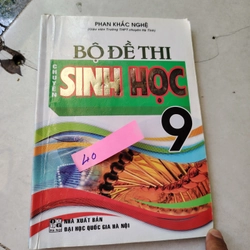 PHAN KHẮC NGHỆ
BỘ ĐỀ THI
CHUYÊN
SINH HỌC
9
40
NHÀ XUẤT BẢN
ĐẠI HỌC QUỐC GIA HÀ NỘI